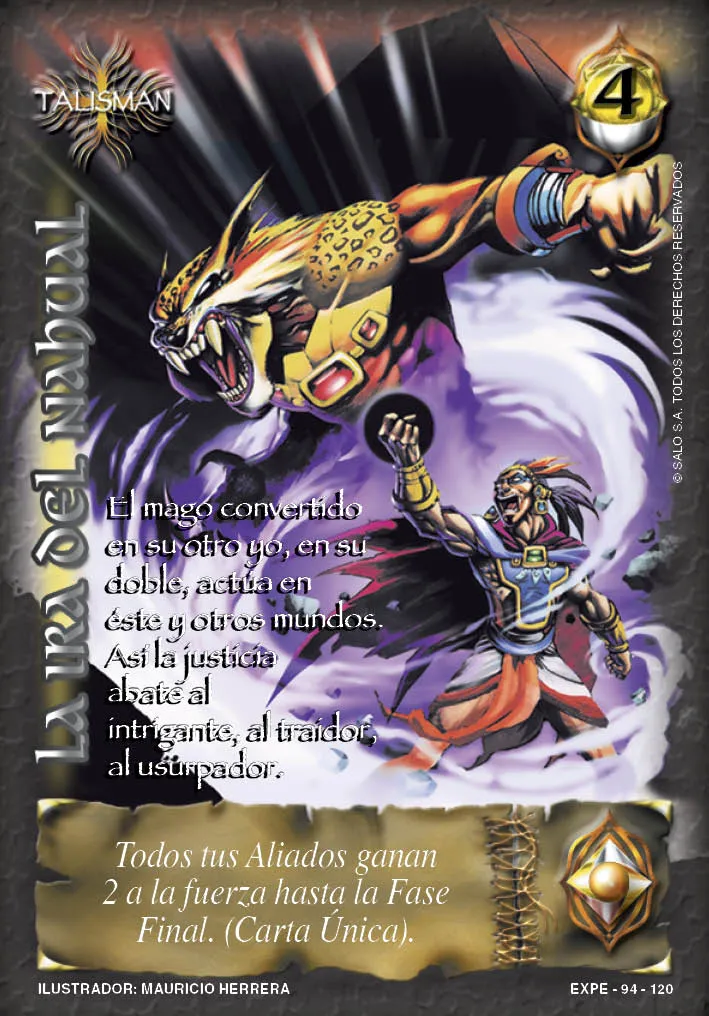 TALISMAN
4
LA IRA DEL NAHUAL
© SALO S.A. TODOS LOS DERECHOS RESERVADOS
El mago convertido
en su otro yo, en su
doble, actúa en
éste y otros mundos.
Así la justicia
abate al
intrigante, al traidor,
al usurpador.
Todos tus Aliados ganan
2 a la fuerza hasta la Fase
Final. (Carta Única).
ILUSTRADOR: MAURICIO HERRERA
EXPE - 94 - 120